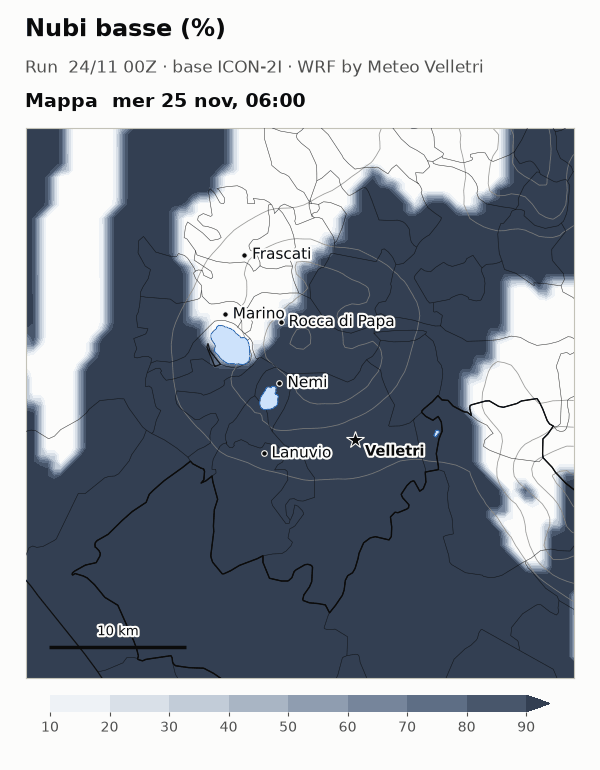 Nubi basse (%)
Run  24/11 00Z · base ICON-2I · WRF by Meteo Velletri
Mappa  mer 25 nov, 06:00
Frascati
Marino
Rocca di Papa
Nemi
Velletri
Lanuvio
10 km
10 20 30 40 50 60 70 80 90